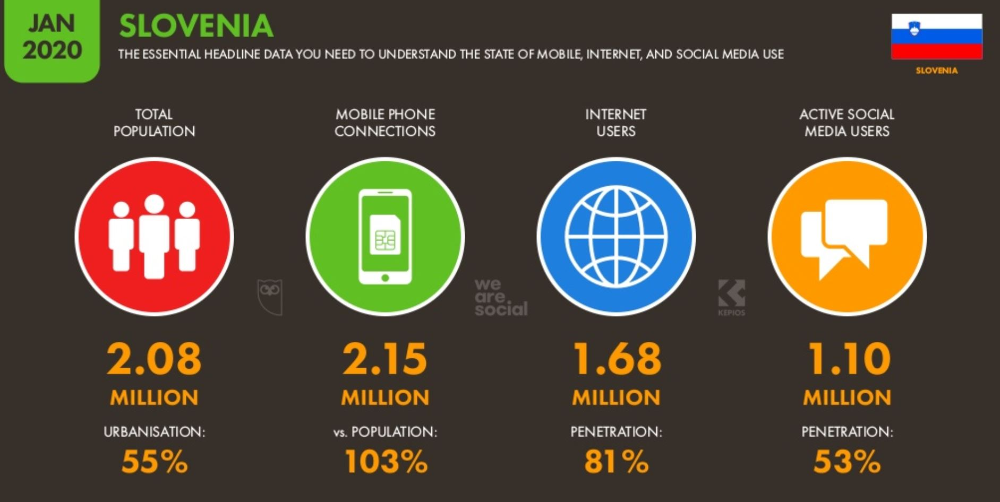 JAN
2020
SLOVENIA
THE ESSENTIAL HEADLINE DATA YOU NEED TO UNDERSTAND THE STATE OF MOBILE, INTERNET, AND SOCIAL MEDIA USE
SLOVENIA
TOTAL
POPULATION
MOBILE PHONE
CONNECTIONS
INTERNET
USERS
ACTIVE SOCIAL
MEDIA USERS
we
are.
social
KEPIOS
2.08
MILLION
URBANISATION:
55%
2.15
MILLION
vs. POPULATION:
103%
1.68
MILLION
PENETRATION:
81%
1.10
MILLION
PENETRATION:
53%